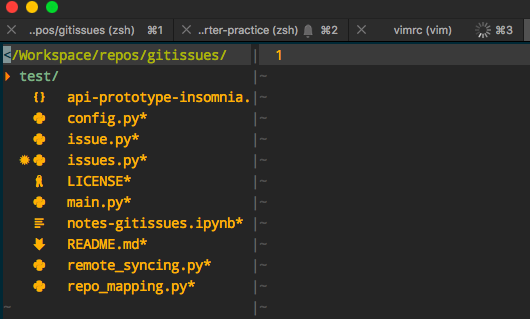 ..pos/gitissues (zsh) ⌘1 ..rter-practice (zsh) ⌘2 vimrc (vim) ⌘3
</Workspace/repos/gitissues/ 1
test/
{} api-prototype-insomnia.
config.py*
issue.py*
issues.py*
LICENSE*
main.py*
notes-gitissues.ipynb*
README.md*
remote_syncing.py*
repo_mapping.py*